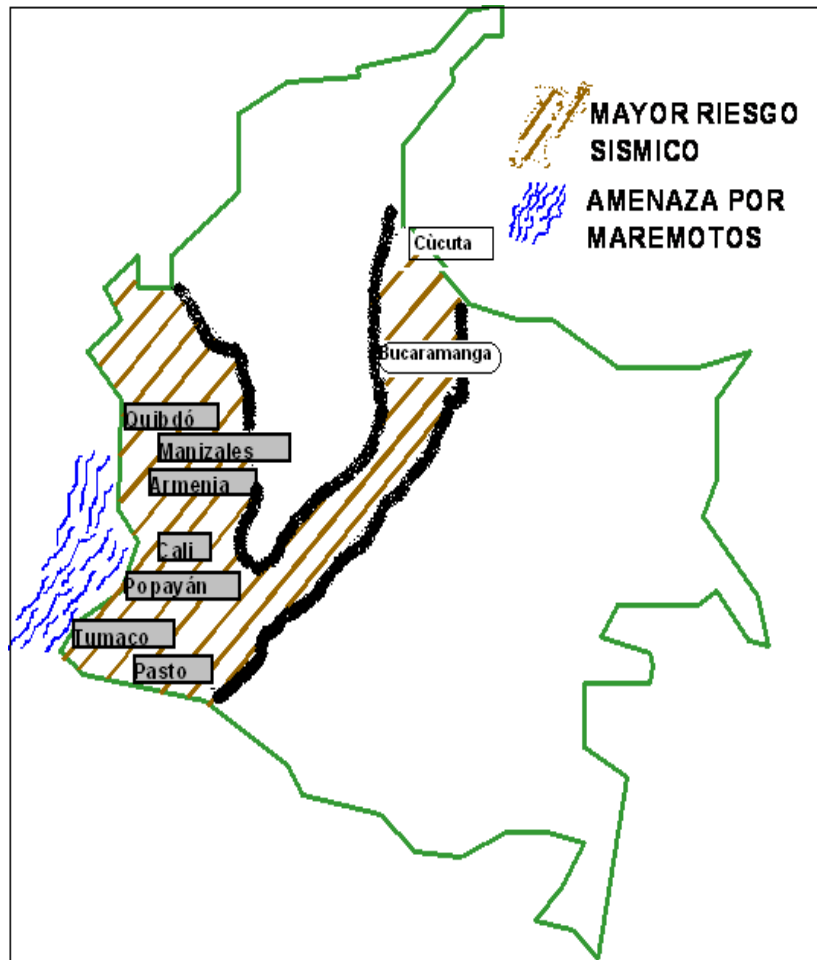 MAYOR RIESGO
SISMICO
AMENAZA POR
MAREMOTOS
Cùcuta
Bucaramanga
Quibdó
Manizales
Armenia
Cali
Popayán
Tumaco
Pasto